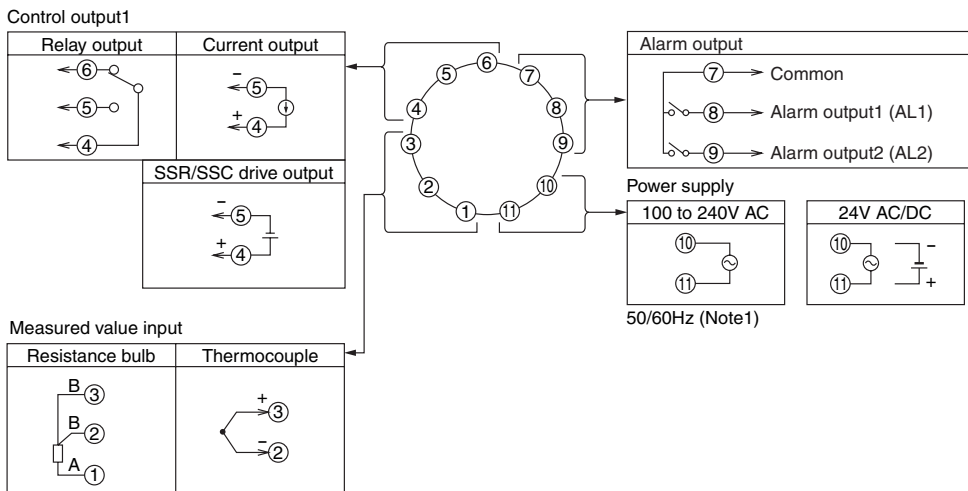 Control output1
Relay output
Current output
6
5
4
−
5
+
4
SSR/SSC drive output
−
5
+
4
6
5
7
4
8
3
9
2
10
1
11
Alarm output
7 Common
8 Alarm output1 (AL1)
9 Alarm output2 (AL2)
Power supply
100 to 240V AC
24V AC/DC
10
11
10 −
11 +
50/60Hz (Note1)
Measured value input
Resistance bulb
Thermocouple
B 3
B 2
A 1
+ 3
− 2